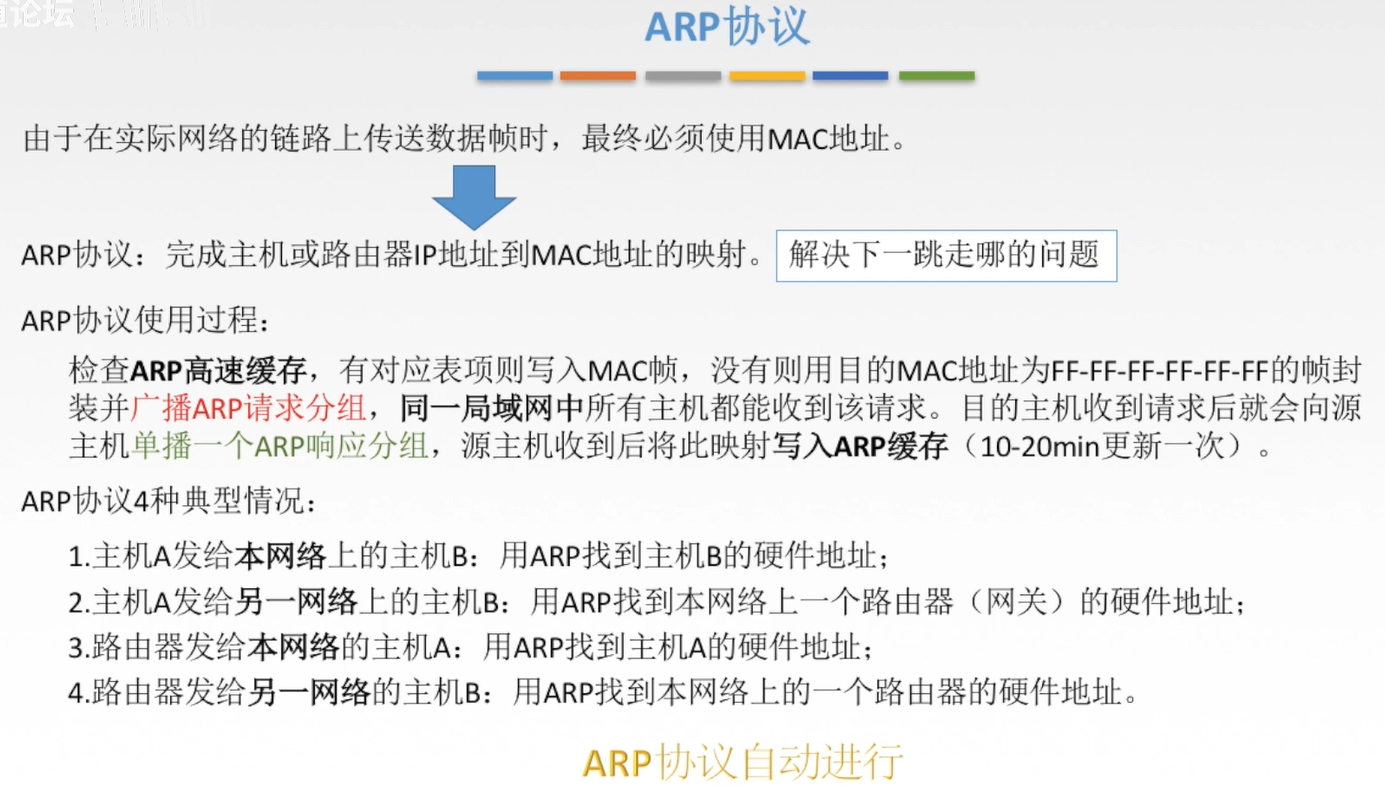 道论坛
ARP协议
由于在实际网络的链路上传送数据帧时，最终必须使用MAC地址。
ARP协议：完成主机或路由器IP地址到MAC地址的映射。 解决下一跳走哪的问题
ARP协议使用过程：
检查ARP高速缓存，有对应表项则写入MAC帧，没有则用目的MAC地址为FF-FF-FF-FF-FF-FF的帧封
装并广播ARP请求分组，同一局域网中所有主机都能收到该请求。目的主机收到请求后就会向源
主机单播一个ARP响应分组，源主机收到后将此映射写入ARP缓存（10-20min更新一次）。
ARP协议4种典型情况：
1.主机A发给本网络上的主机B：用ARP找到主机B的硬件地址；
2.主机A发给另一网络上的主机B：用ARP找到本网络上一个路由器（网关）的硬件地址；
3.路由器发给本网络的主机A：用ARP找到主机A的硬件地址；
4.路由器发给另一网络的主机B：用ARP找到本网络上的一个路由器的硬件地址。
ARP协议自动进行